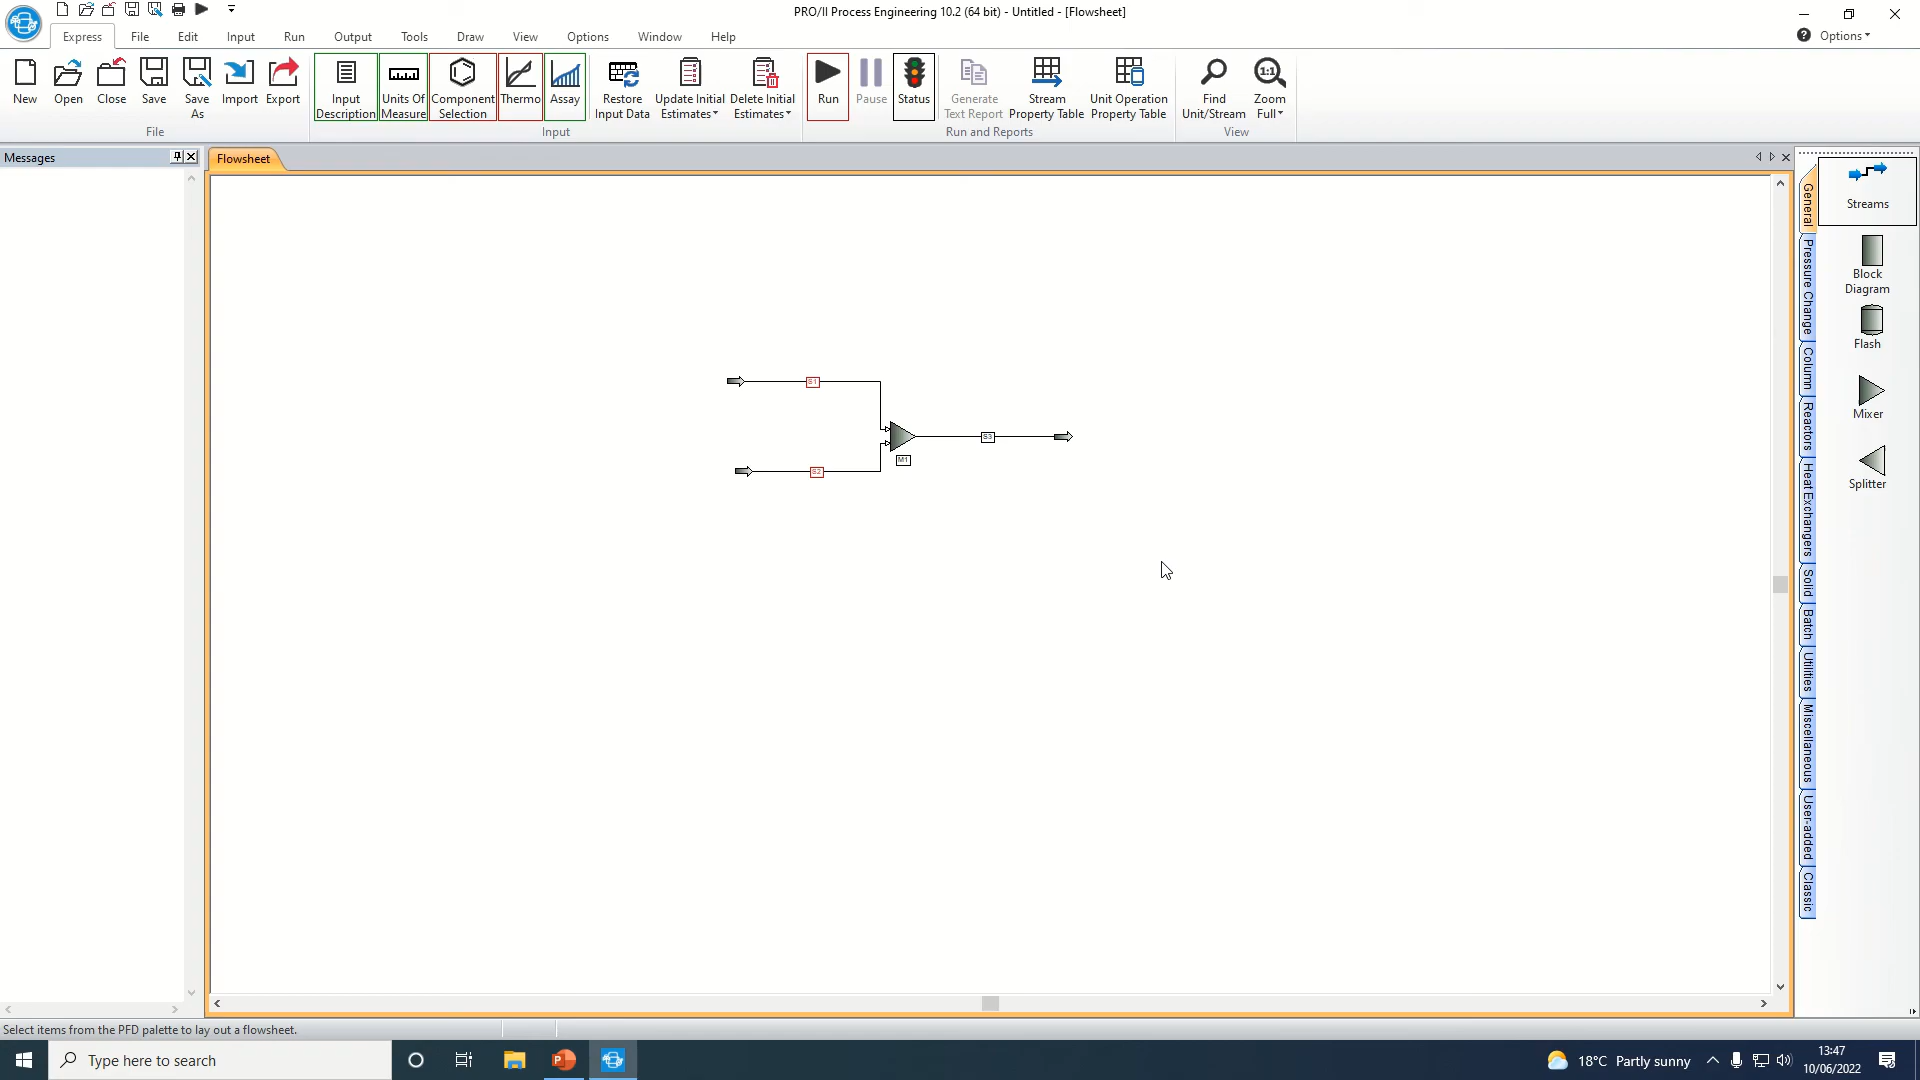 PRO/II Process Engineering 10.2 (64 bit) - Untitled - [Flowsheet]
Express File Edit Input Run Output Tools Draw View Options Window Help
Options
New Open Close Save Save As Import Export
File
Input Description Units Of Measure Component Selection Thermo Assay Restore Input Data Update Initial Estimates Delete Initial Estimates
Input
Run Pause Status Generate Text Report Stream Property Table Unit Operation Property Table
Run and Reports
Find Unit/Stream 1:1 Zoom Full
View
Messages
Flowsheet
S1
S2
S3
M1
General
Pressure Change
Column
Reactors
Heat Exchangers
Solid
Batch
Utilities
Miscellaneous
User-added
Classic
Streams
Block
Diagram
Flash
Mixer
Splitter
Select items from the PFD palette to lay out a flowsheet.
Type here to search
18°C Partly sunny
13:47
10/06/2022